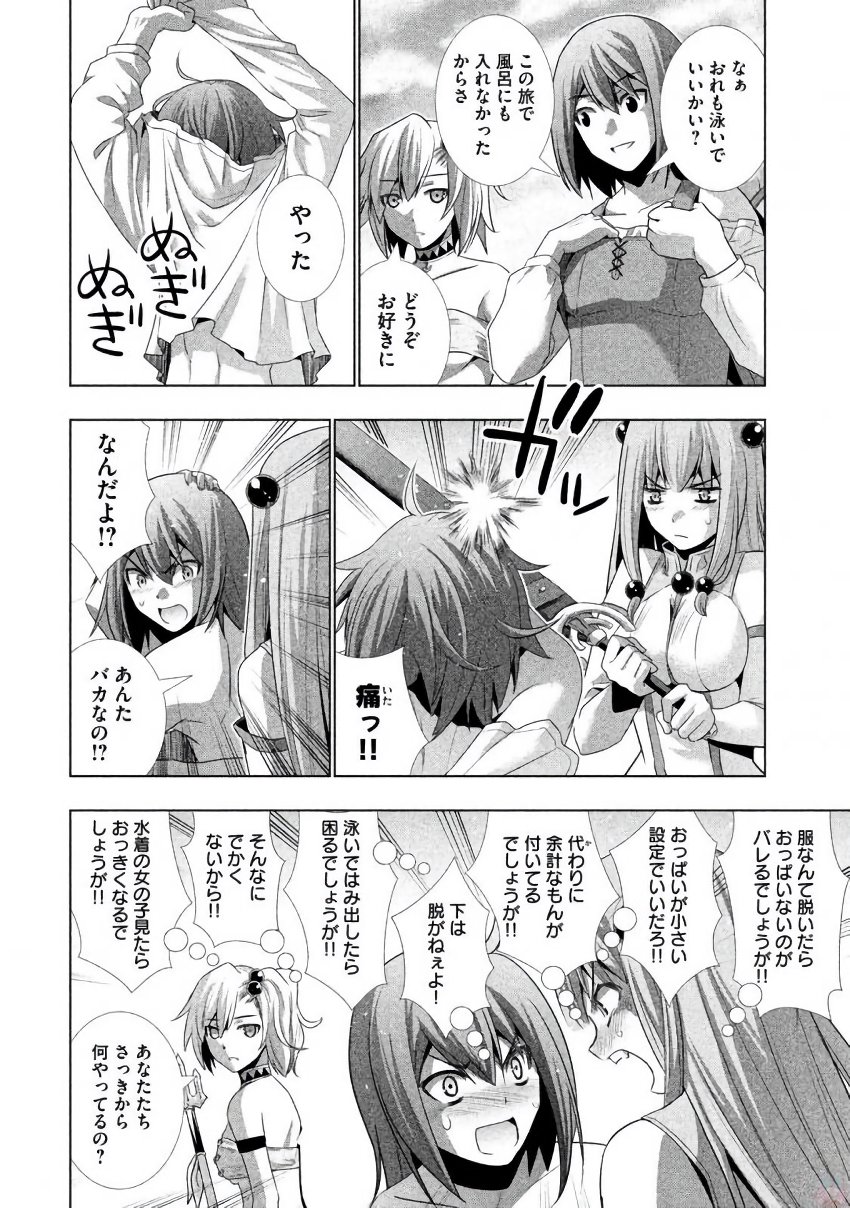 なぁ
おれも泳いで
いいかい？
この旅で
風呂にも
入れなかった
からさ
どうぞ
お好きに
やった
ぬぎ
ぬぎ
ガッ
痛っ!!
いた
なんだよ!?
あんた
バカなの!?
服なんて脱いだら
おっぱいないのが
バレるでしょうが!!
おっぱいが小さい
設定でいいだろ!!
代わりに
か
余計なもんが
付いてる
でしょうが!!
下は
脱がねぇよ！
泳いではみ出したら
困るでしょうが!!
そんなに
でかく
ないから!!
水着の女の子見たら
おっきくなるで
しょうが!!
あなたたち
さっきから
何やってるの？